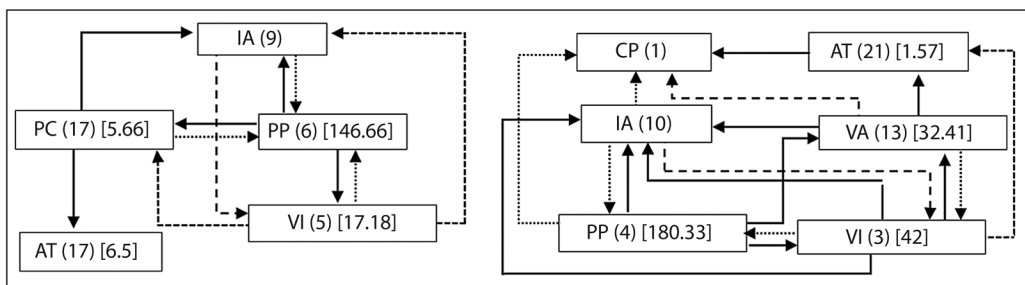 IA (9)
PC (17) [5.66]
PP (6) [146.66]
VI (5) [17.18]
AT (17) [6.5]
CP (1)
AT (21) [1.57]
IA (10)
VA (13) [32.41]
PP (4) [180.33]
VI (3) [42]